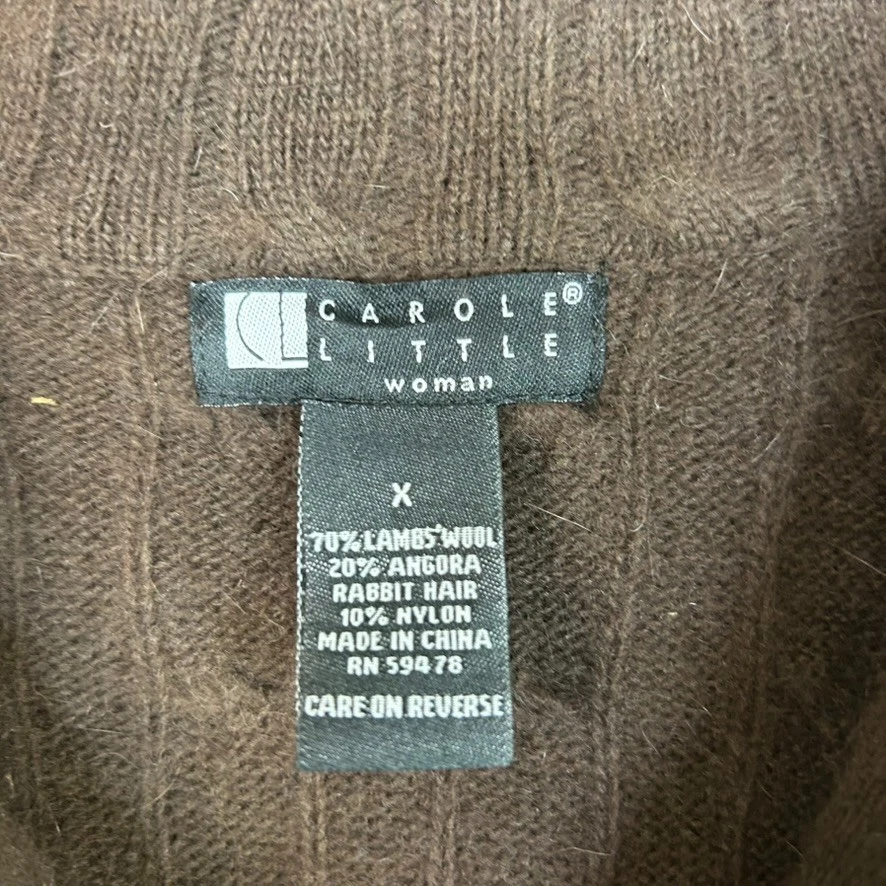 CL CAROLE®
LITTLE
woman
X
70% LAMBS' WOOL
20% ANGORA
RABBIT HAIR
10% NYLON
MADE IN CHINA
RN 59478
CARE ON REVERSE